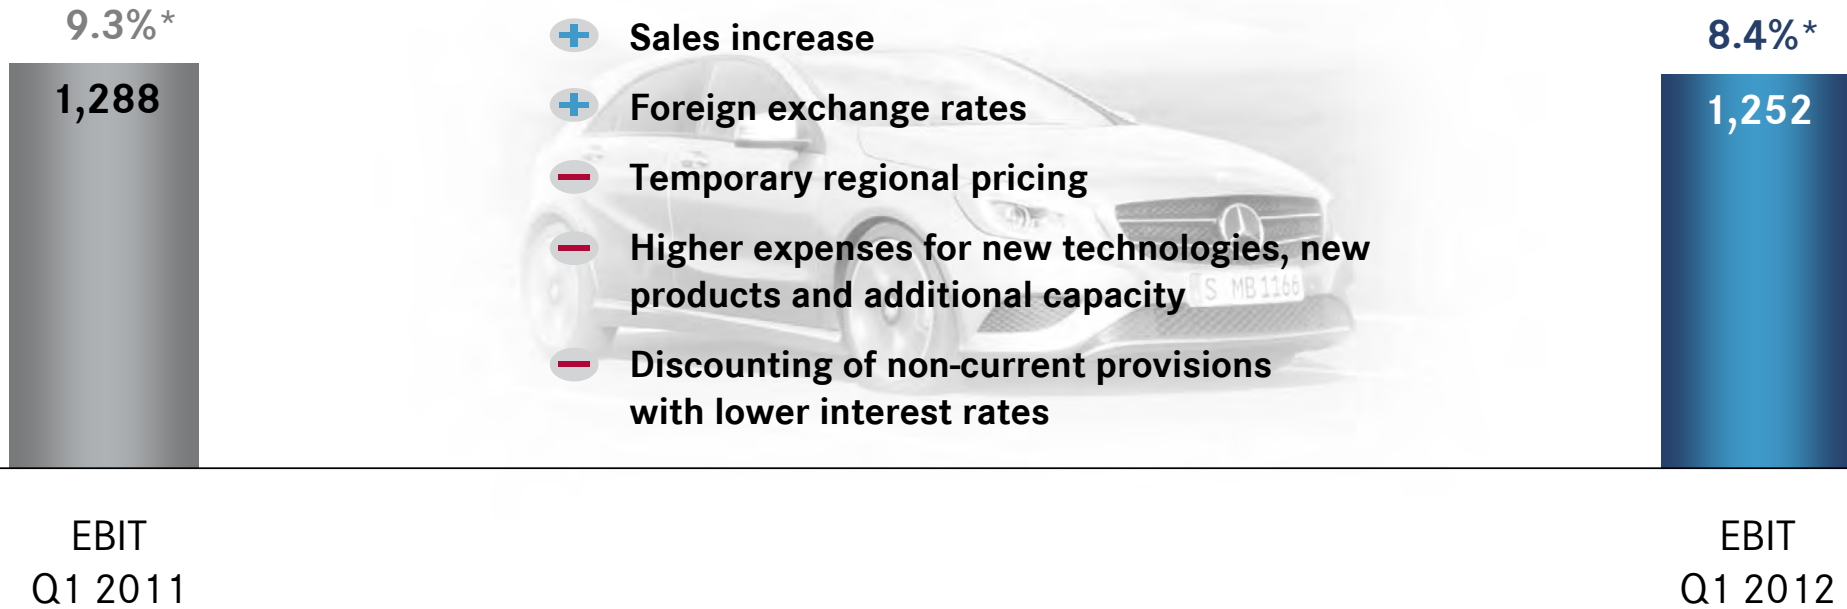 9.3%*
1,288
EBIT
Q1 2011
Sales increase
Foreign exchange rates
Temporary regional pricing
Higher expenses for new technologies, new
products and additional capacity
Discounting of non-current provisions
with lower interest rates
S MB 1166
8.4%*
1,252
EBIT
Q1 2012